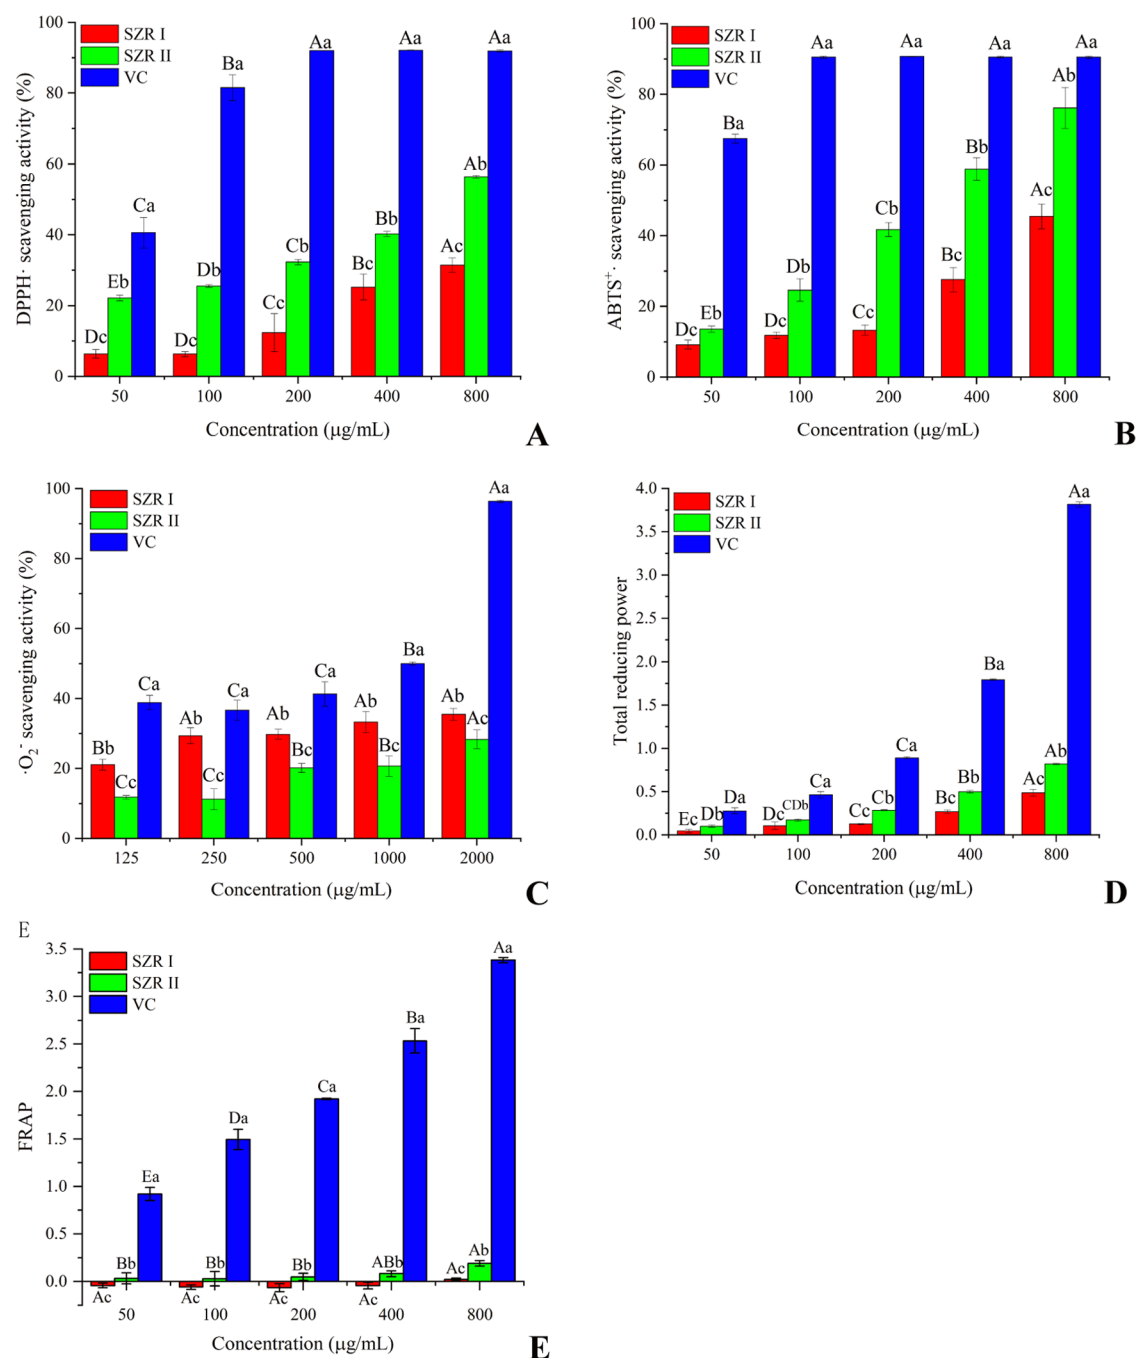 DPPH· scavenging activity (%)
100
80
60
40
20
0
SZR I
SZR II
VC
Dc Eb Ca
Dc Db Ba
Cc Cb Aa
Bc Bb Aa
Ac Ab Aa
50 100 200 400 800
Concentration (μg/mL)
A
ABTS+· scavenging activity (%)
100
80
60
40
20
0
SZR I
SZR II
VC
Dc Eb Ba
Dc Db Aa
Cc Cb Aa
Bc Bb Aa
Ac Ab Aa
50 100 200 400 800
Concentration (μg/mL)
B
·O2- scavenging activity (%)
100
80
60
40
20
0
SZR I
SZR II
VC
Bb Cc Ca
Ab Cc Ca
Ab Bc Ca
Ab Bc Ba
Ab Ac Aa
125 250 500 1000 2000
Concentration (μg/mL)
C
Total reducing power
4.0
3.5
3.0
2.5
2.0
1.5
1.0
0.5
0.0
SZR I
SZR II
VC
Ec Db Da
Dc CDb Ca
Cc Cb Ca
Bc Bb Ba
Ac Ab Aa
50 100 200 400 800
Concentration (μg/mL)
D
E
FRAP
3.5
3.0
2.5
2.0
1.5
1.0
0.5
0.0
SZR I
SZR II
VC
Ac Bb Ea
Ac Bb Da
Ac Bb Ca
Ac ABb Ba
Ac Ab Aa
50 100 200 400 800
Concentration (μg/mL)
E